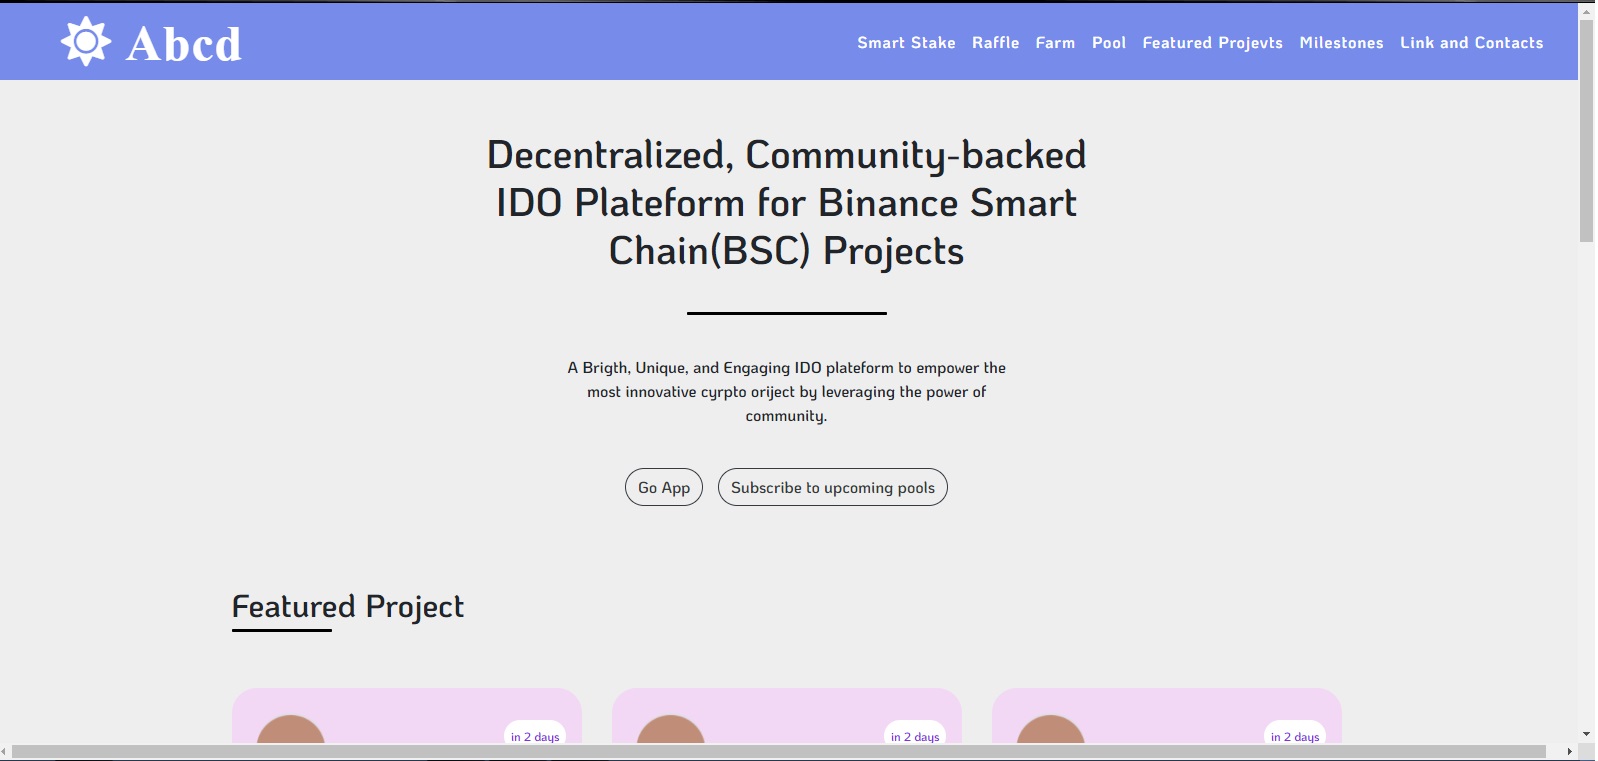 Abcd
Smart Stake Raffle Farm Pool Featured Projevts Milestones Link and Contacts
Decentralized, Community-backed
IDO Plateform for Binance Smart
Chain(BSC) Projects
A Brigth, Unique, and Engaging IDO plateform to empower the
most innovative cyrpto oriject by leveraging the power of
community.
Go App Subscribe to upcoming pools
Featured Project
in 2 days in 2 days in 2 days